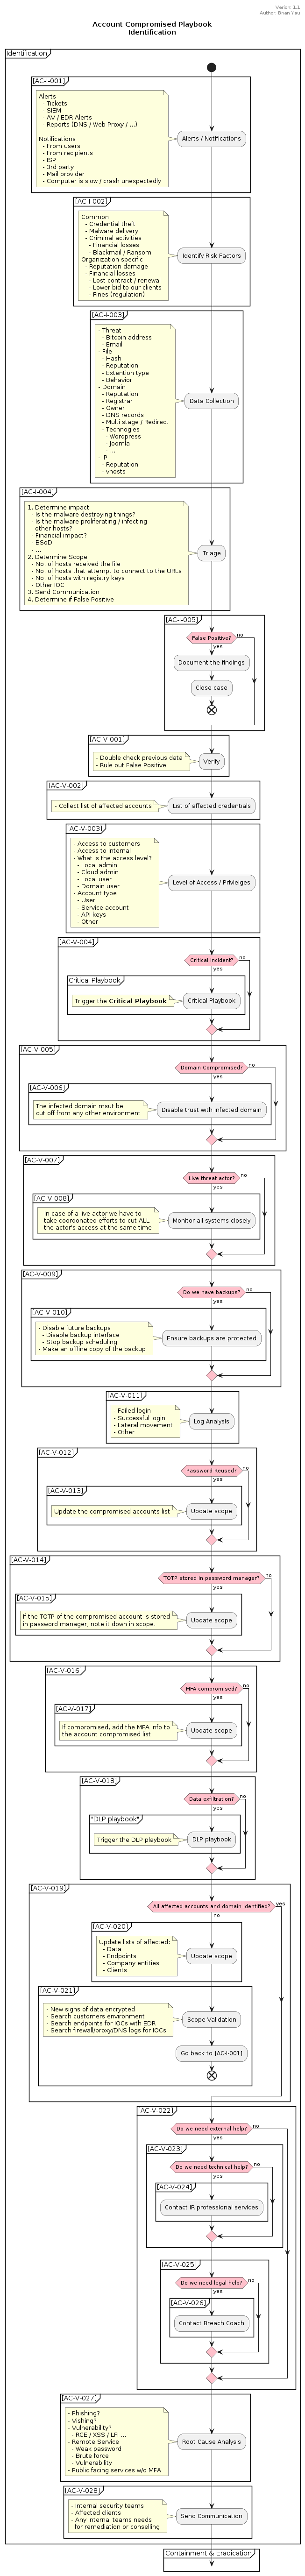 Verion: 1.1
Author: Brian Yau
Account Compromised Playbook
Identification
Identification
[AC-I-001]
Alerts
- Tickets
- SIEM
- AV / EDR Alerts
- Reports (DNS / Web Proxy / ...)
Notifications
- From users
- From recipients
- ISP
- 3rd party
- Mail provider
- Computer is slow / crash unexpectedly
Alerts / Notifications
[AC-I-002]
Common
- Credential theft
- Malware delivery
- Criminal activities
- Financial losses
- Blackmail / Ransom
Organization specific
- Reputation damage
- Financial losses
- Lost contract / renewal
- Lower bid to our clients
- Fines (regulation)
Identify Risk Factors
[AC-I-003]
- Threat
- Bitcoin address
- Email
- File
- Hash
- Reputation
- Extention type
- Behavior
- Domain
- Reputation
- Registrar
- Owner
- DNS records
- Multi stage / Redirect
- Technogies
- Wordpress
- Joomla
- ...
- IP
- Reputation
- vhosts
Data Collection
[AC-I-004]
1. Determine impact
- Is the malware destroying things?
- Is the malware proliferating / infecting
other hosts?
- Financial impact?
- BSoD
- ...
2. Determine Scope
- No. of hosts received the file
- No. of hosts that attempt to connect to the URLs
- No. of hosts with registry keys
- Other IOC
3. Send Communication
4. Determine if False Positive
Triage
[AC-I-005]
False Positive?
no
yes
Document the findings
Close case
[AC-V-001]
- Double check previous data
- Rule out False Positive
Verify
[AC-V-002]
- Collect list of affected accounts
List of affected credentials
[AC-V-003]
- Access to customers
- Access to internal
- What is the access level?
- Local admin
- Cloud admin
- Local user
- Domain user
- Account type
- User
- Service account
- API keys
- Other
Level of Access / Privielges
[AC-V-004]
Critical incident?
no
yes
Critical Playbook
Trigger the Critical Playbook
Critical Playbook
[AC-V-005]
Domain Compromised?
no
yes
[AC-V-006]
The infected domain msut be
cut off from any other environment
Disable trust with infected domain
[AC-V-007]
Live threat actor?
no
yes
[AC-V-008]
- In case of a live actor we have to
take coordonated efforts to cut ALL
the actor's access at the same time
Monitor all systems closely
[AC-V-009]
Do we have backups?
no
yes
[AC-V-010]
- Disable future backups
- Disable backup interface
- Stop backup scheduling
- Make an offline copy of the backup
Ensure backups are protected
[AC-V-011]
- Failed login
- Successful login
- Lateral movement
- Other
Log Analysis
[AC-V-012]
Password Reused?
no
yes
[AC-V-013]
Update the compromised accounts list
Update scope
[AC-V-014]
TOTP stored in password manager?
no
yes
[AC-V-015]
If the TOTP of the compromised account is stored
in password manager, note it down in scope.
Update scope
[AC-V-016]
MFA compromised?
no
yes
[AC-V-017]
If compromised, add the MFA info to
the account compromised list
Update scope
[AC-V-018]
Data exfiltration?
no
yes
"DLP playbook"
Trigger the DLP playbook
DLP playbook
[AC-V-019]
All affected accounts and domain identified?
yes
no
[AC-V-020]
Update lists of affected:
- Data
- Endpoints
- Company entities
- Clients
Update scope
[AC-V-021]
- New signs of data encrypted
- Search customers environment
- Search endpoints for IOCs with EDR
- Search firewall/proxy/DNS logs for IOCs
Scope Validation
Go back to [AC-I-001]
[AC-V-022]
Do we need external help?
no
yes
[AC-V-023]
Do we need technical help?
no
yes
[AC-V-024]
Contact IR professional services
[AC-V-025]
Do we need legal help?
no
yes
[AC-V-026]
Contact Breach Coach
[AC-V-027]
- Phishing?
- Vishing?
- Vulnerability?
- RCE / XSS / LFI ...
- Remote Service
- Weak password
- Brute force
- Vulnerability
- Public facing services w/o MFA
Root Cause Analysis
[AC-V-028]
- Internal security teams
- Affected clients
- Any internal teams needs
for remediation or conselling
Send Communication
Containment & Eradication